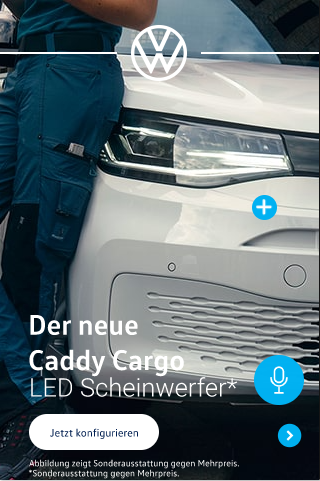 Der neue
Caddy Cargo
LED Scheinwerfer*
Jetzt konfigurieren
Abbildung zeigt Sonderausstattung gegen Mehrpreis.
*Sonderausstattung gegen Mehrpreis.